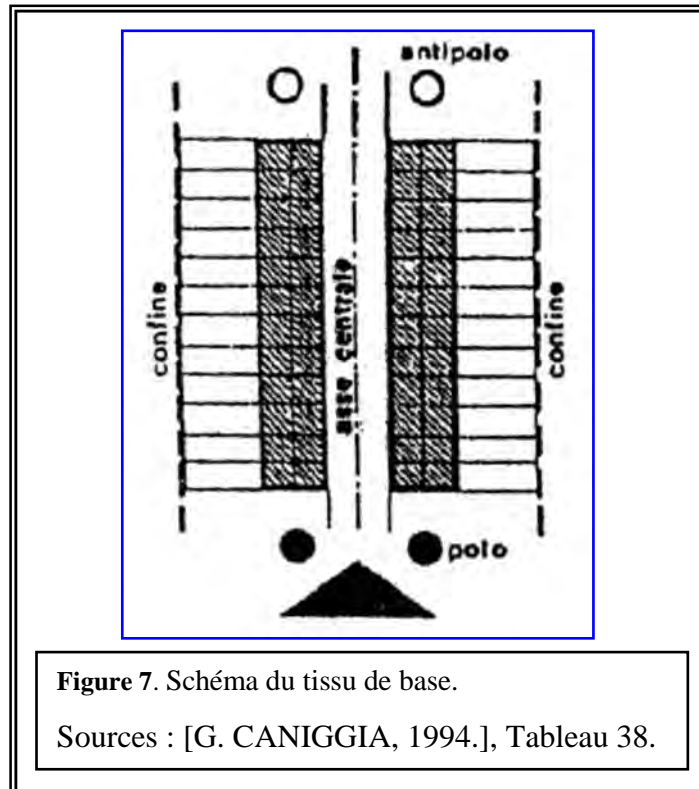 antipolo
confine
asse centrale
confine
polo
Figure 7. Schéma du tissu de base.
Sources : [G. CANIGGIA, 1994.], Tableau 38.